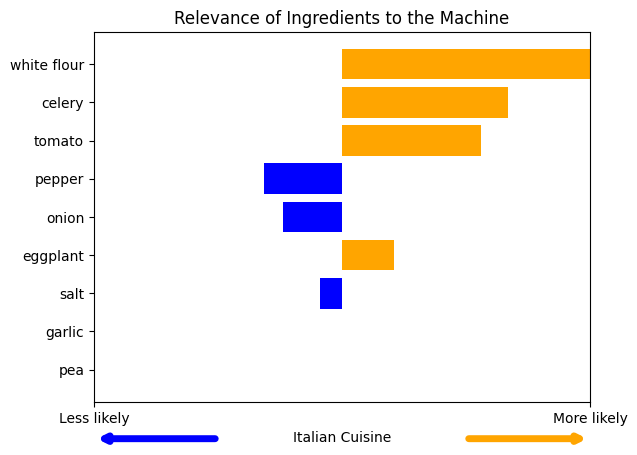 Relevance of Ingredients to the Machine
white flour
celery
tomato
pepper
onion
eggplant
salt
garlic
pea
Less likely
More likely
Italian Cuisine